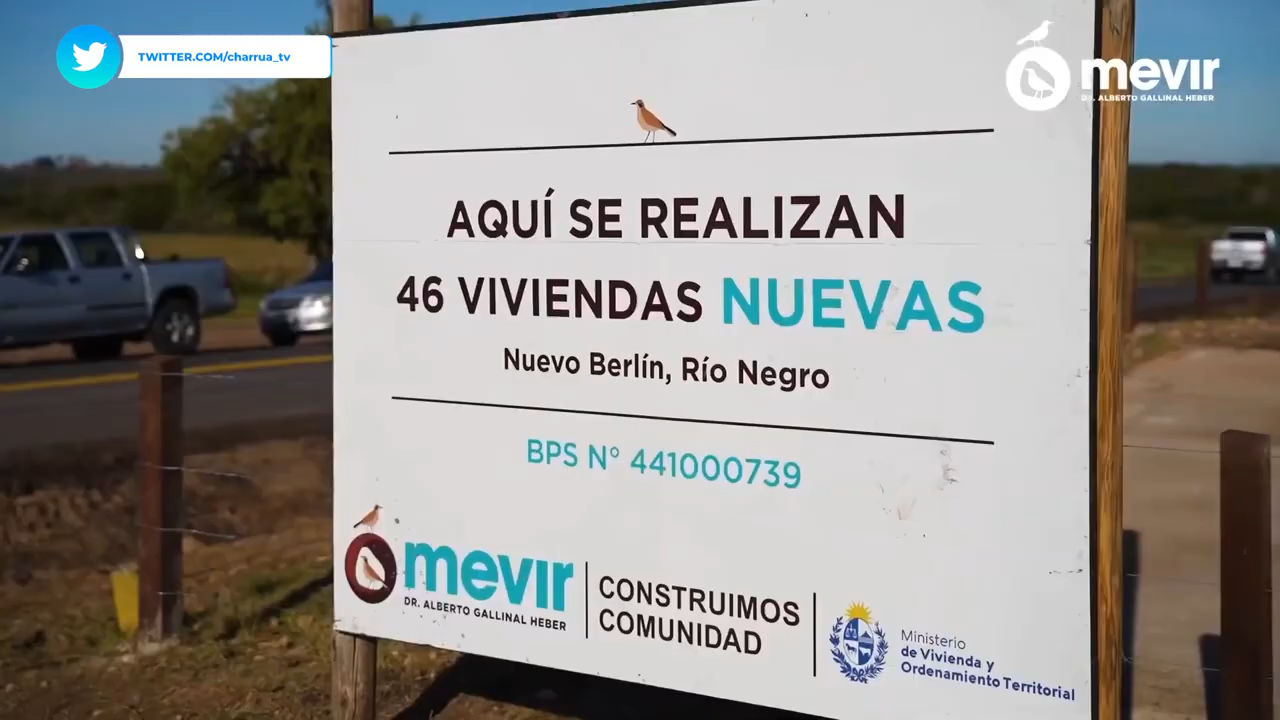 TWITTER.COM/charrua_tv
mevir
DR. ALBERTO GALLINAL HEBER
AQUÍ SE REALIZAN
46 VIVIENDAS NUEVAS
Nuevo Berlín, Río Negro
BPS N° 441000739
mevir
DR. ALBERTO GALLINAL HEBER
CONSTRUIMOS
COMUNIDAD
Ministerio
de Vivienda y
Ordenamiento Territorial